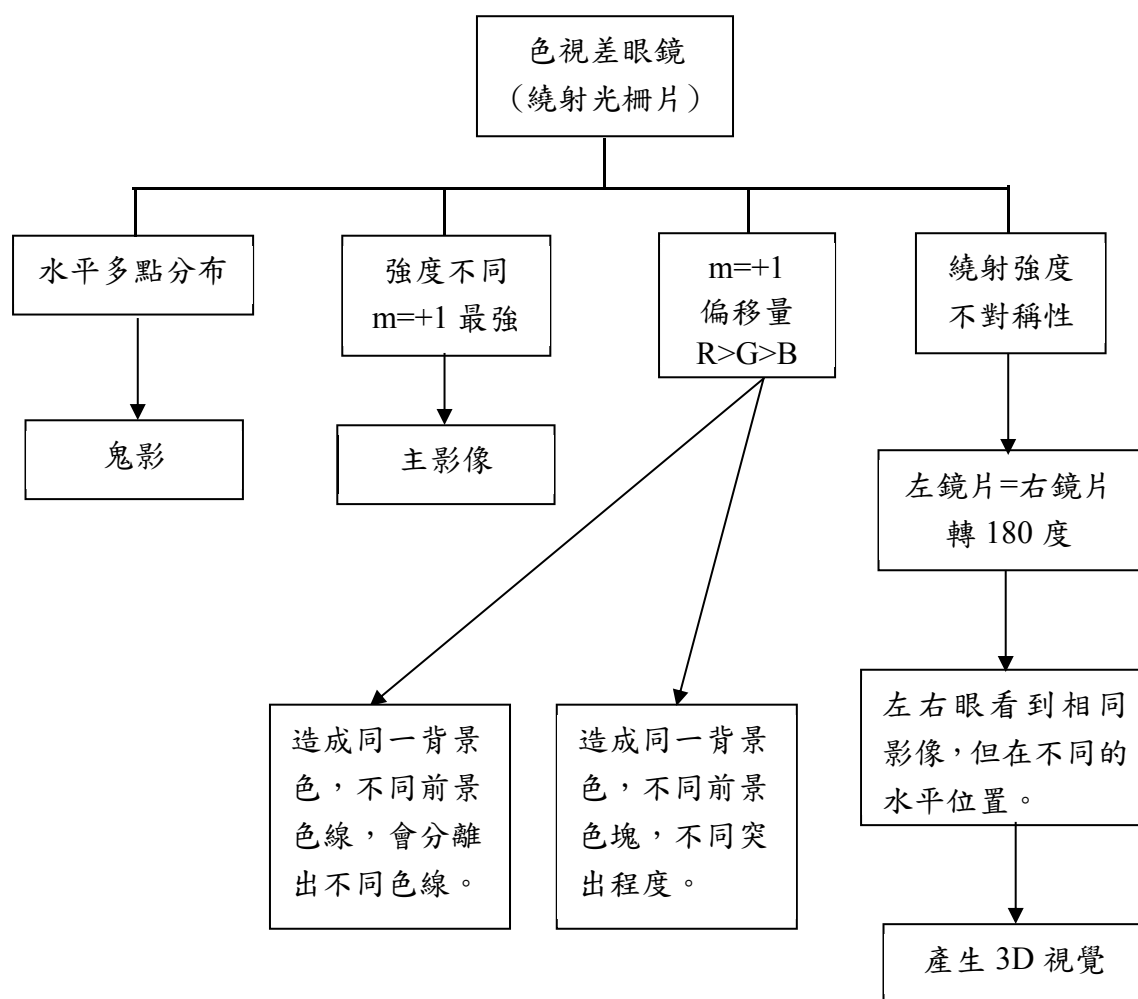 色視差眼鏡
（繞射光柵片）
水平多點分布
強度不同
m=+1 最強
m=+1
偏移量
R>G>B
繞射強度
不對稱性
鬼影
主影像
左鏡片=右鏡片
轉 180 度
造成同一背景
色，不同前景
色線，會分離
出不同色線。
造成同一背景
色，不同前景
色塊，不同突
出程度。
左右眼看到相同
影像，但在不同的
水平位置。
產生 3D 視覺